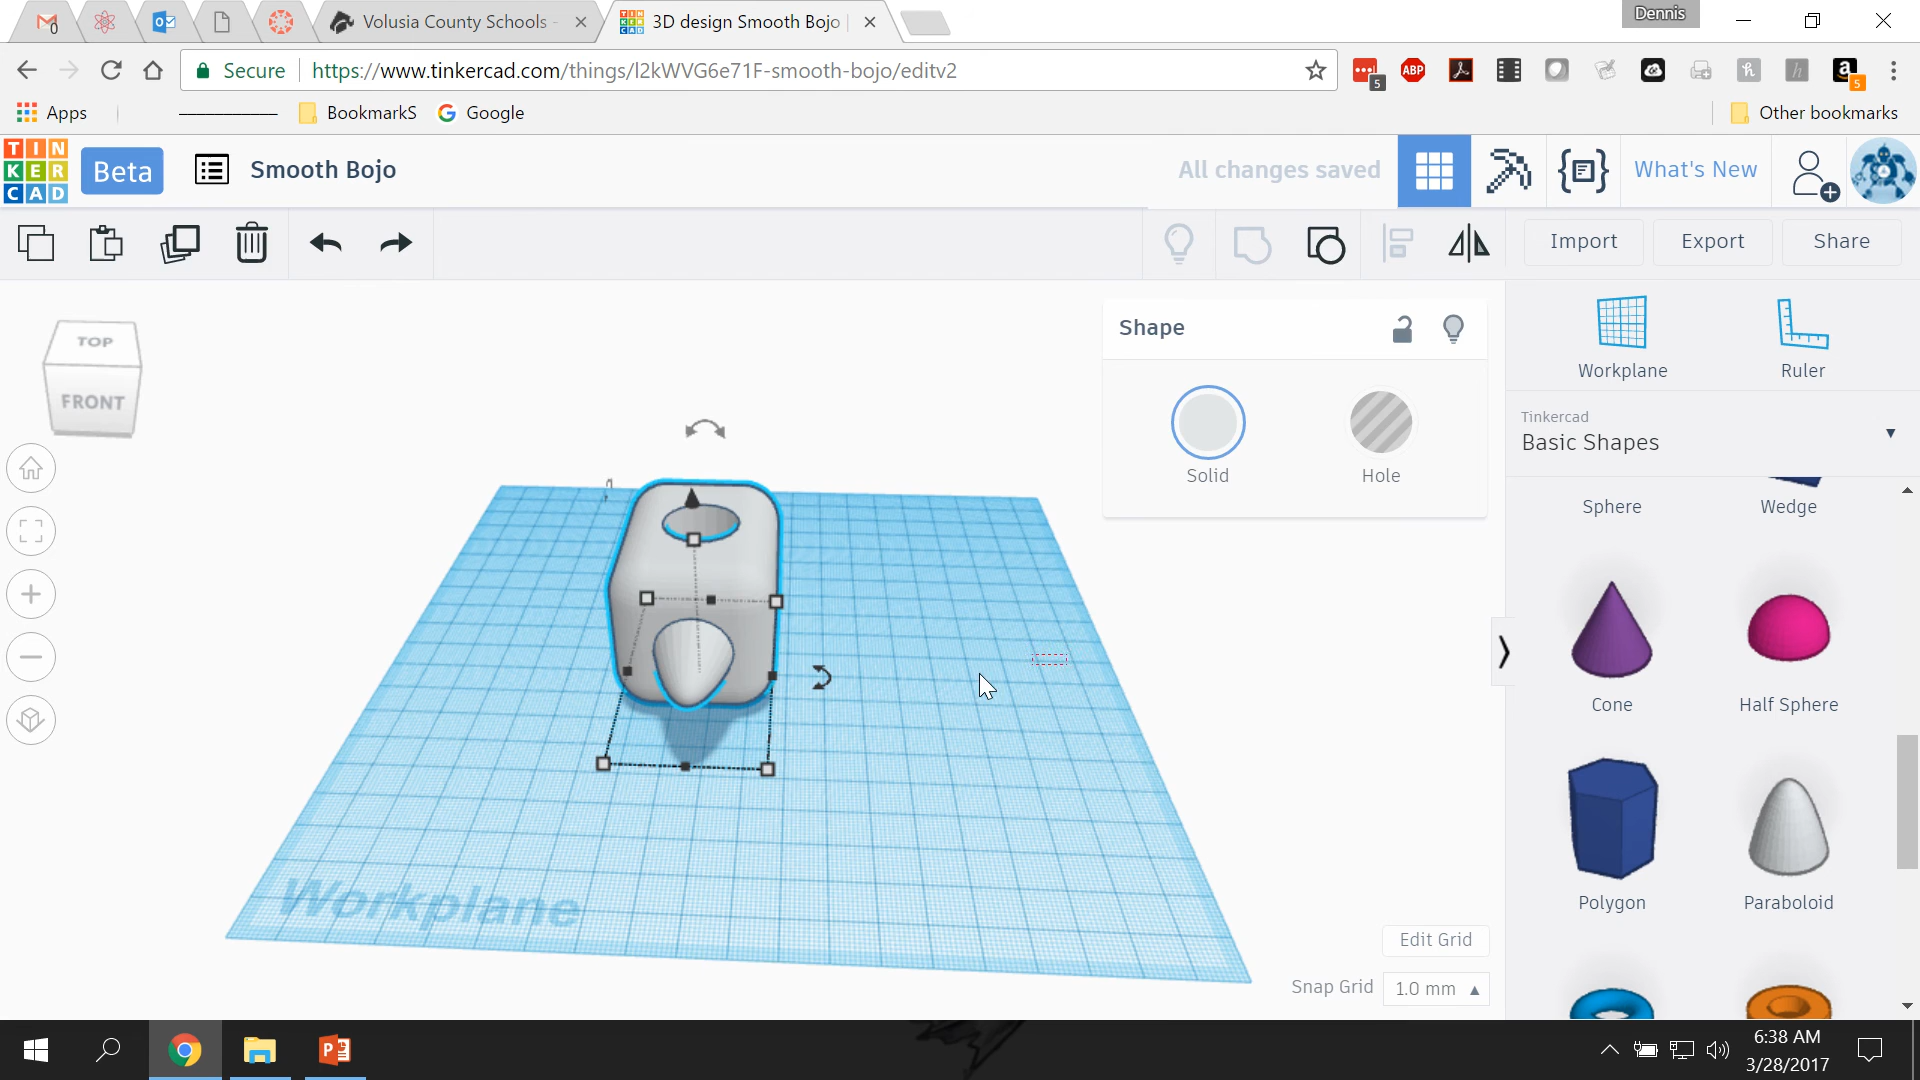 Dennis
Volusia County Schools -
3D design Smooth Bojo
Secure
https://www.tinkercad.com/things/l2kWVG6e71F-smooth-bojo/editv2
5
ABP
5
Apps
BookmarkS
Google
Other bookmarks
TIN
KER
CAD
Beta
Smooth Bojo
All changes saved
What's New
Import
Export
Share
TOP
FRONT
Shape
Solid
Hole
Workplane
Ruler
Tinkercad
Basic Shapes
Sphere
Wedge
Cone
Half Sphere
Polygon
Paraboloid
Workplane
Edit Grid
Snap Grid
1.0 mm
6:38 AM
3/28/2017